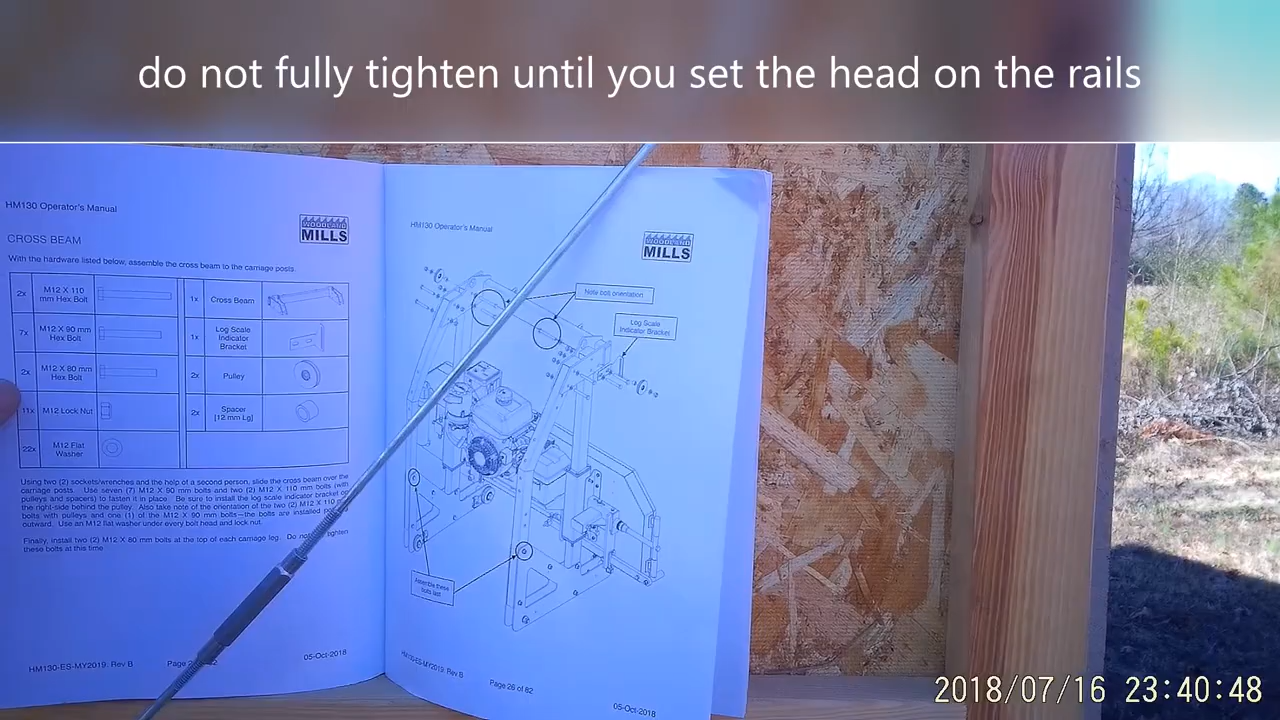 do not fully tighten until you set the head on the rails
HM130 Operator's Manual
WOODLAND
MILLS
CROSS BEAM
With the hardware listed below, assemble the cross beam to the carriage posts.
2x
M12 X 110
mm Hex Bolt
1x
Cross Beam
7x
M12 X 90 mm
Hex Bolt
1x
Log Scale
Indicator
Bracket
2x
M12 X 80 mm
Hex Bolt
2x
Pulley
11x
M12 Lock Nut
2x
Spacer
[12 mm Lg]
22x
M12 Flat
Washer
Using two (2) sockets/wrenches and the help of a second person, slide the cross beam over the
carriage posts. Use seven (7) M12 X 90 mm bolts and two (2) M12 X 110 mm bolts (with
pulleys and spacers) to fasten it in place. Be sure to install the log scale indicator bracket on
the right-side behind the pulley. Also take note of the orientation of the two (2) M12 X 110
bolts with pulleys and one (1) of the M12 X 90 mm bolts—the bolts are installed
outward. Use an M12 flat washer under every bolt head and lock nut.
Finally, install two (2) M12 X 80 mm bolts at the top of each carriage leg. Do tighten
these bolts at this time
HM130-ES-MY2019: Rev B
Page
05-Oct-2018
HM130 Operator's Manual
WOODLAND
MILLS
Note bolt orientation
Log Scale
Indicator Bracket
Assemble these
bolts last
HM130-ES-MY2019: Rev B
Page 26 of 62
05-Oct-2018
2018/07/16 23:40:48